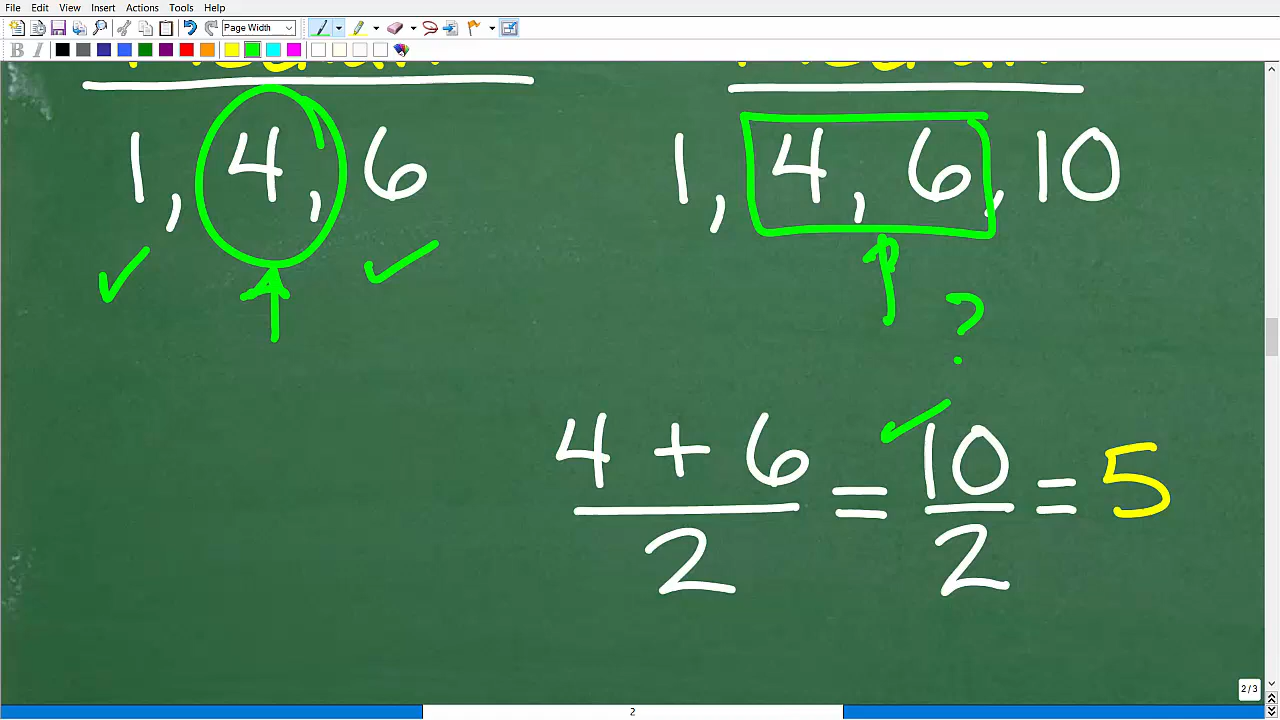 File Edit View Insert Actions Tools Help
Page Width
B I
1, 4, 6
1, 4, 6, 10
?
4 + 6 / 2 = 10 / 2 = 5
2 / 3
2